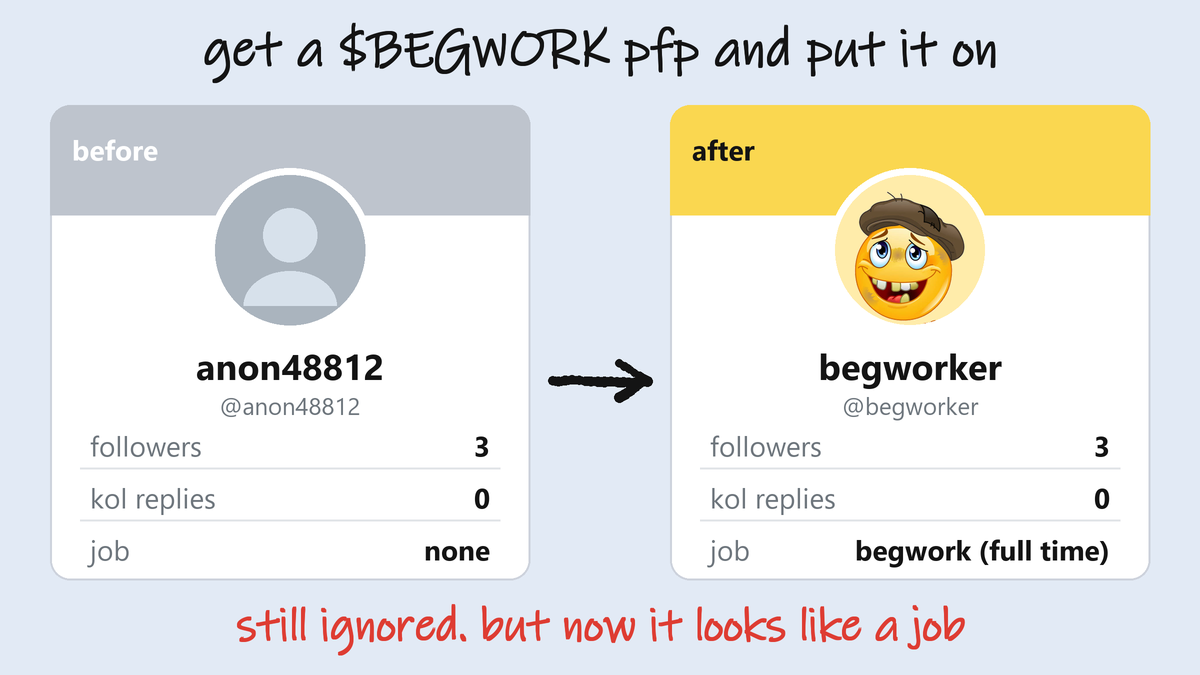 get a $BEGWORK pfp and put it on
before
anon48812
@anon48812
followers 3
kol replies 0
job none
after
begworker
@begworker
followers 3
kol replies 0
job begwork (full time)
still ignored. but now it looks like a job